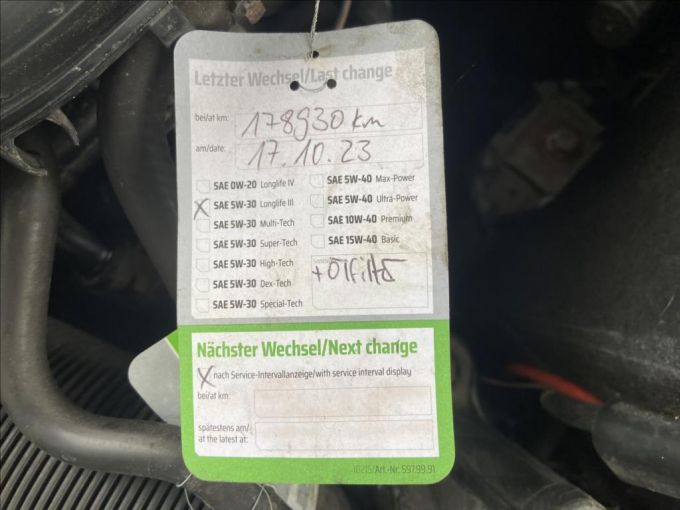 Letzter Wechsel/Last change
bei/at km: 178930 km
am/date: 17.10.23
SAE 0W-20 Longlife IV
X SAE 5W-30 Longlife III
SAE 5W-30 Multi-Tech
SAE 5W-30 Super-Tech
SAE 5W-30 High-Tech
SAE 5W-30 Dex-Tech
SAE 5W-30 Special-Tech
SAE 5W-40 Max-Power
SAE 5W-40 Ultra-Power
SAE 10W-40 Premium
SAE 15W-40 Basic
+ Ölfilter
Nächster Wechsel/Next change
X nach Service-Intervallanzeige/with service interval display
bei/at km:
spätestens am/
at the latest at:
10215/Art.-Nr. 597.99.91